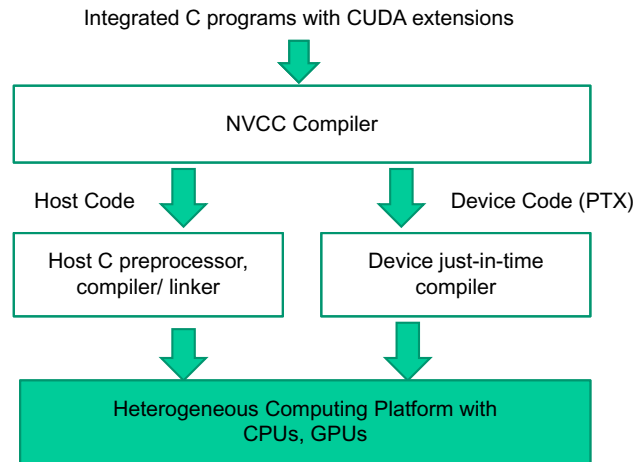 Integrated C programs with CUDA extensions
NVCC Compiler
Host Code
Device Code (PTX)
Host C preprocessor,
compiler/ linker
Device just-in-time
compiler
Heterogeneous Computing Platform with
CPUs, GPUs